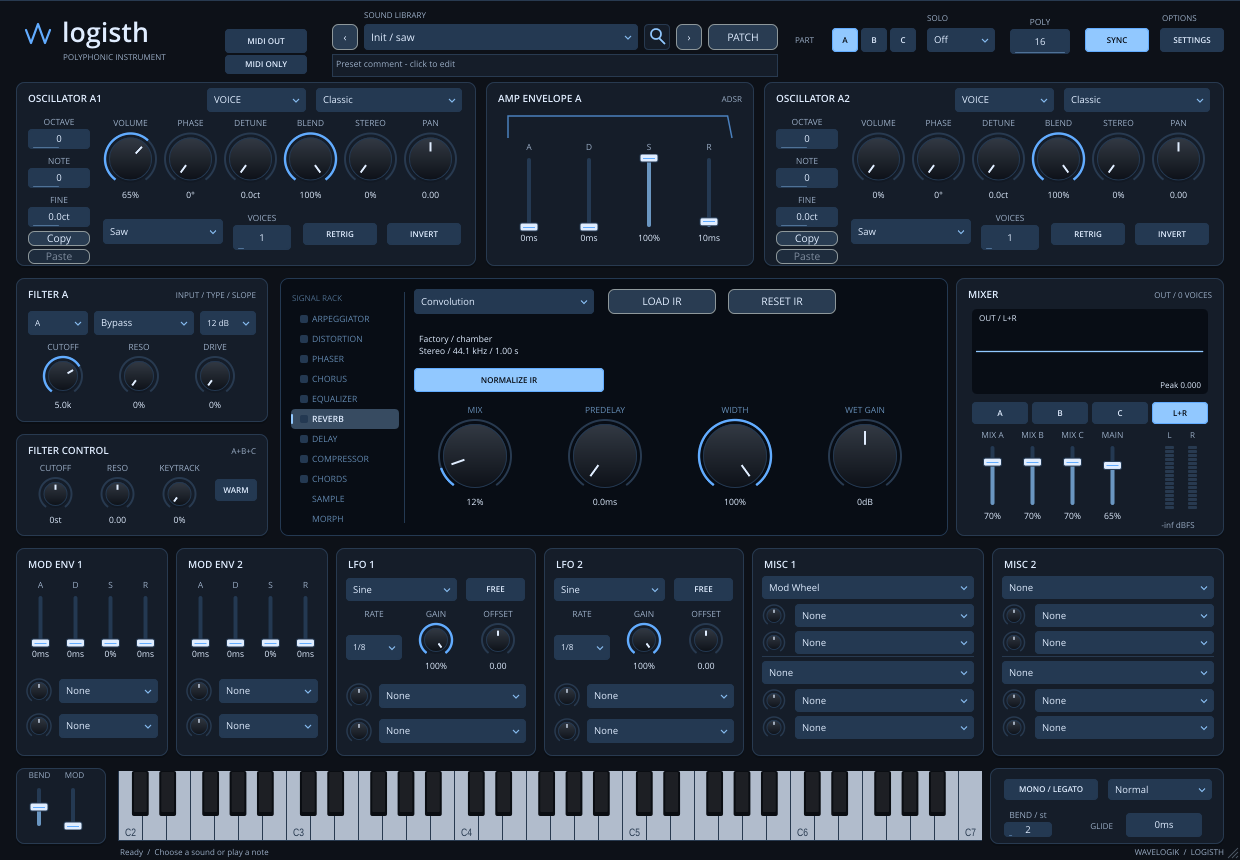 logisth
POLYPHONIC INSTRUMENT
MIDI OUT
MIDI ONLY
SOUND LIBRARY
‹
Init / saw
›
PATCH
Preset comment - click to edit
PART
A
B
C
SOLO
Off
POLY
16
SYNC
OPTIONS
SETTINGS
OSCILLATOR A1
VOICE
Classic
OCTAVE
0
NOTE
0
FINE
0.0ct
Copy
Paste
VOLUME
PHASE
DETUNE
BLEND
STEREO
PAN
65%
0°
0.0ct
100%
0%
0.00
Saw
VOICES
1
RETRIG
INVERT
AMP ENVELOPE A
ADSR
A
D
S
R
0ms
0ms
100%
10ms
OSCILLATOR A2
VOICE
Classic
OCTAVE
0
NOTE
0
FINE
0.0ct
Copy
Paste
VOLUME
PHASE
DETUNE
BLEND
STEREO
PAN
0%
0°
0.0ct
100%
0%
0.00
Saw
VOICES
1
RETRIG
INVERT
FILTER A
INPUT / TYPE / SLOPE
A
Bypass
12 dB
CUTOFF
RESO
DRIVE
5.0k
0%
0%
FILTER CONTROL
A+B+C
CUTOFF
RESO
KEYTRACK
WARM
0st
0.00
0%
SIGNAL RACK
ARPEGGIATOR
DISTORTION
PHASER
CHORUS
EQUALIZER
REVERB
DELAY
COMPRESSOR
CHORDS
SAMPLE
MORPH
Convolution
LOAD IR
RESET IR
Factory / chamber
Stereo / 44.1 kHz / 1.00 s
NORMALIZE IR
MIX
PREDELAY
WIDTH
WET GAIN
12%
0.0ms
100%
0dB
MIXER
OUT / 0 VOICES
OUT / L+R
Peak 0.000
A
B
C
L+R
MIX A
MIX B
MIX C
MAIN
L
R
70%
70%
70%
65%
-inf dBFS
MOD ENV 1
A
D
S
R
0ms
0ms
0%
0ms
None
None
MOD ENV 2
A
D
S
R
0ms
0ms
0%
0ms
None
None
LFO 1
Sine
FREE
RATE
GAIN
OFFSET
1/8
100%
0.00
None
None
LFO 2
Sine
FREE
RATE
GAIN
OFFSET
1/8
100%
0.00
None
None
MISC 1
Mod Wheel
None
None
None
None
None
MISC 2
None
None
None
None
None
None
BEND
MOD
C2
C3
C4
C5
C6
C7
MONO / LEGATO
Normal
BEND / st
2
GLIDE
0ms
Ready / Choose a sound or play a note
WAVELOGIK / LOGISTH